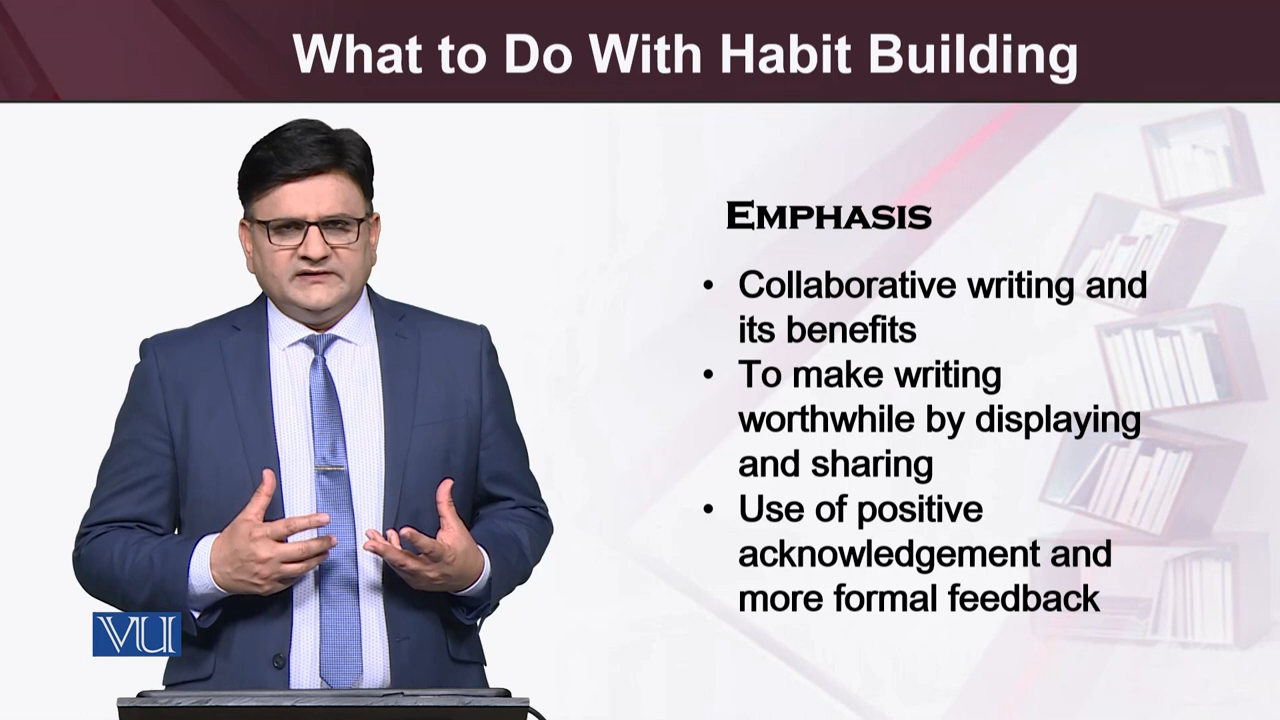 What to Do With Habit Building
EMPHASIS
• Collaborative writing and
its benefits
• To make writing
worthwhile by displaying
and sharing
• Use of positive
acknowledgement and
more formal feedback
VU